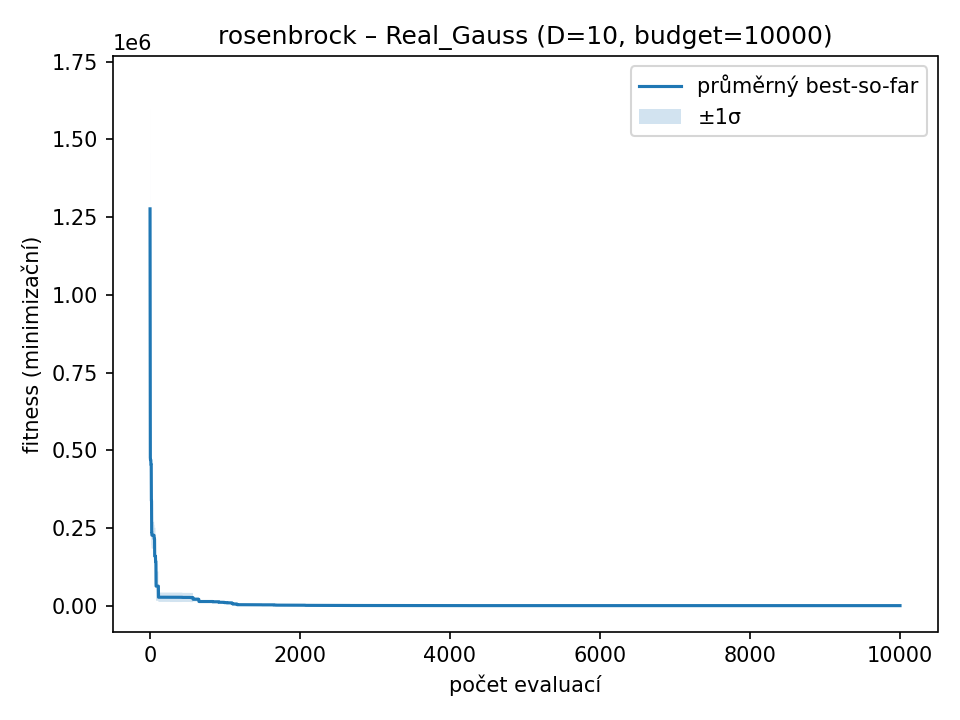 rosenbrock – Real_Gauss (D=10, budget=10000)
1e6
průměrný best-so-far
±1σ
fitness (minimizační)
1.75
1.50
1.25
1.00
0.75
0.50
0.25
0.00
0
2000
4000
6000
8000
10000
počet evaluací